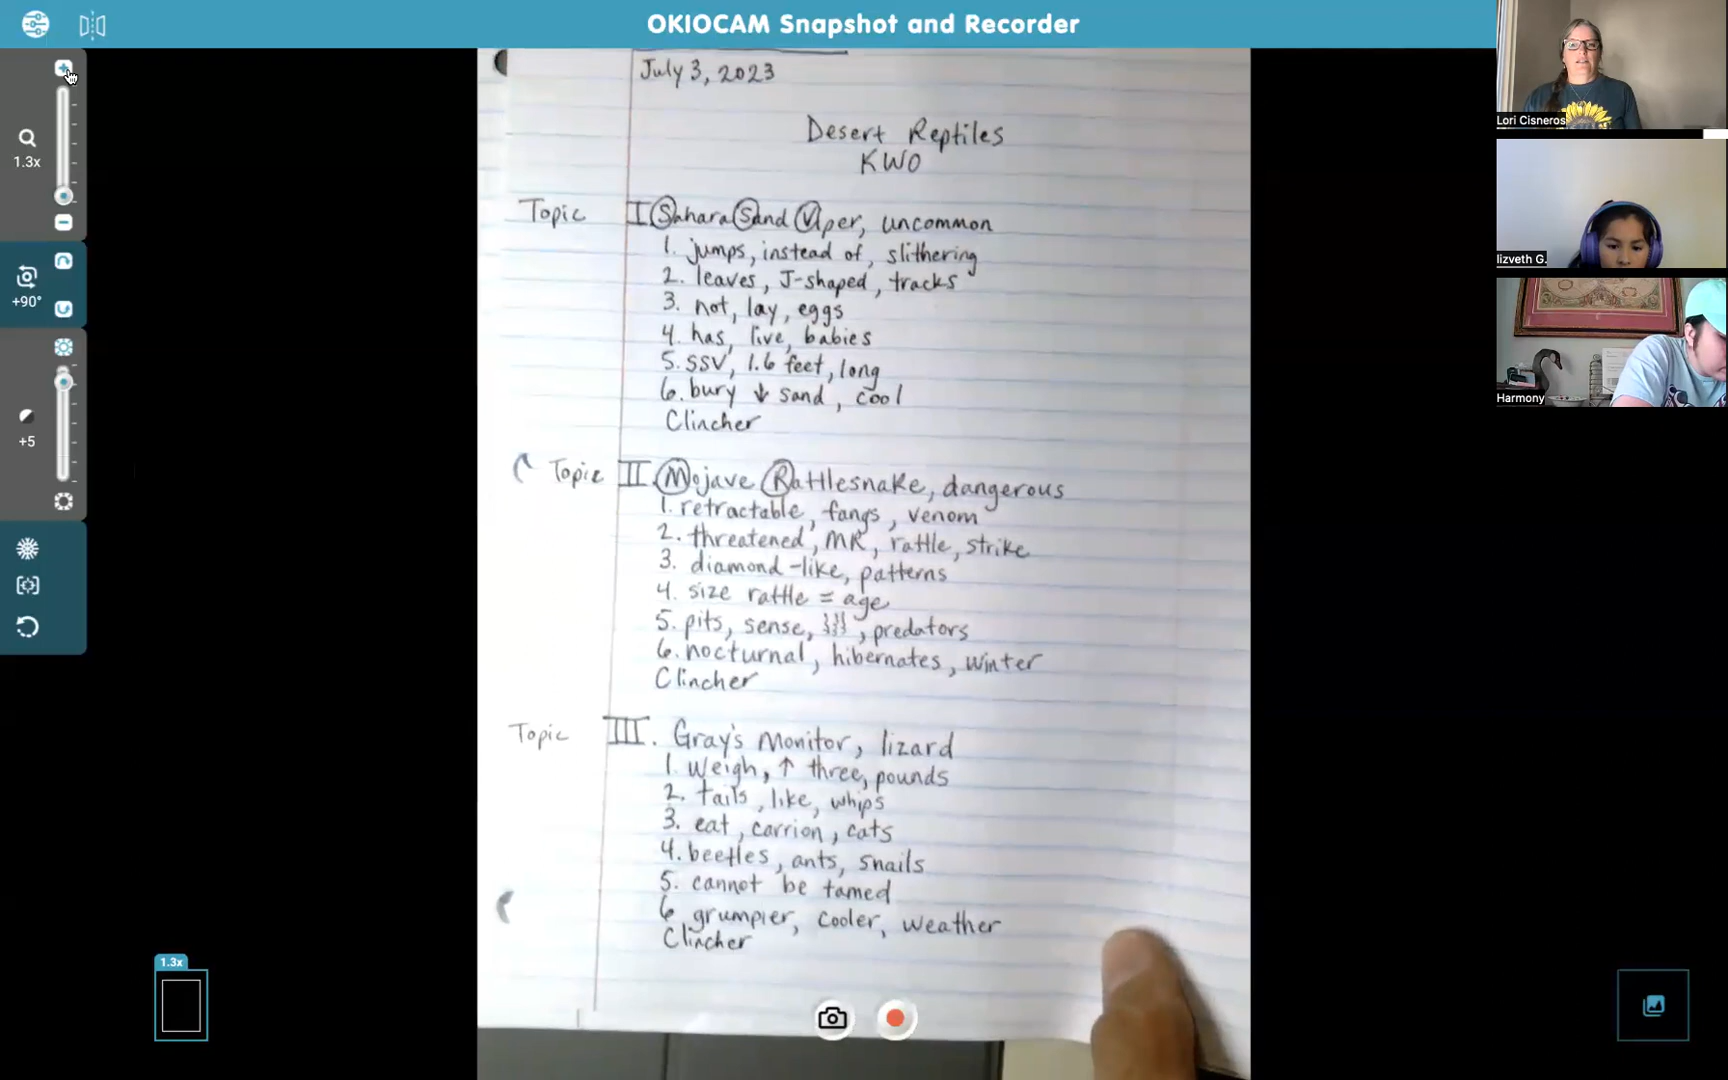 OKIOCAM Snapshot and Recorder
July 3, 2023
Desert Reptiles
KWO
Topic I Sahara Sand Viper, uncommon
1. jumps, instead of, slithering
2. leaves, J-shaped, tracks
3. not, lay, eggs
4. has, live, babies
5. SSV, 1.6 feet, long
6. bury ↓ sand, cool
Clincher
Topic II. Mojave Rattlesnake, dangerous
1. retractable, fangs, venom
2. threatened, MR, rattle, strike
3. diamond-like, patterns
4. size rattle = age
5. pits, sense, }}}, predators
6. nocturnal, hibernates, winter
Clincher
Topic III. Gray's Monitor, lizard
1. weigh, ↑ three, pounds
2. tails, like, whips
3. eat, carrion, cats
4. beetles, ants, snails
5. cannot be tamed
6. grumpier, cooler, weather
Clincher
1.3x
+90°
+5
1.3x
Lori Cisneros
lizveth G.
Harmony